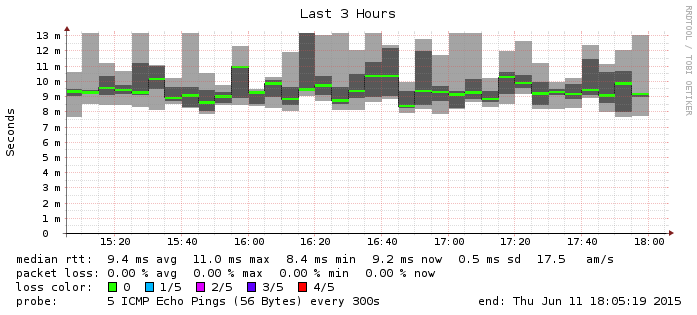 Last 3 Hours
RRDTOOL / TOBI OETIKER
Seconds
13 m
12 m
11 m
10 m
9 m
8 m
7 m
6 m
5 m
4 m
3 m
2 m
1 m
0
15:20 15:40 16:00 16:20 16:40 17:00 17:20 17:40 18:00
median rtt: 9.4 ms avg 11.0 ms max 8.4 ms min 9.2 ms now 0.5 ms sd 17.5 am/s
packet loss: 0.00 % avg 0.00 % max 0.00 % min 0.00 % now
loss color: 0 1/5 2/5 3/5 4/5
probe: 5 ICMP Echo Pings (56 Bytes) every 300s end: Thu Jun 11 18:05:19 2015